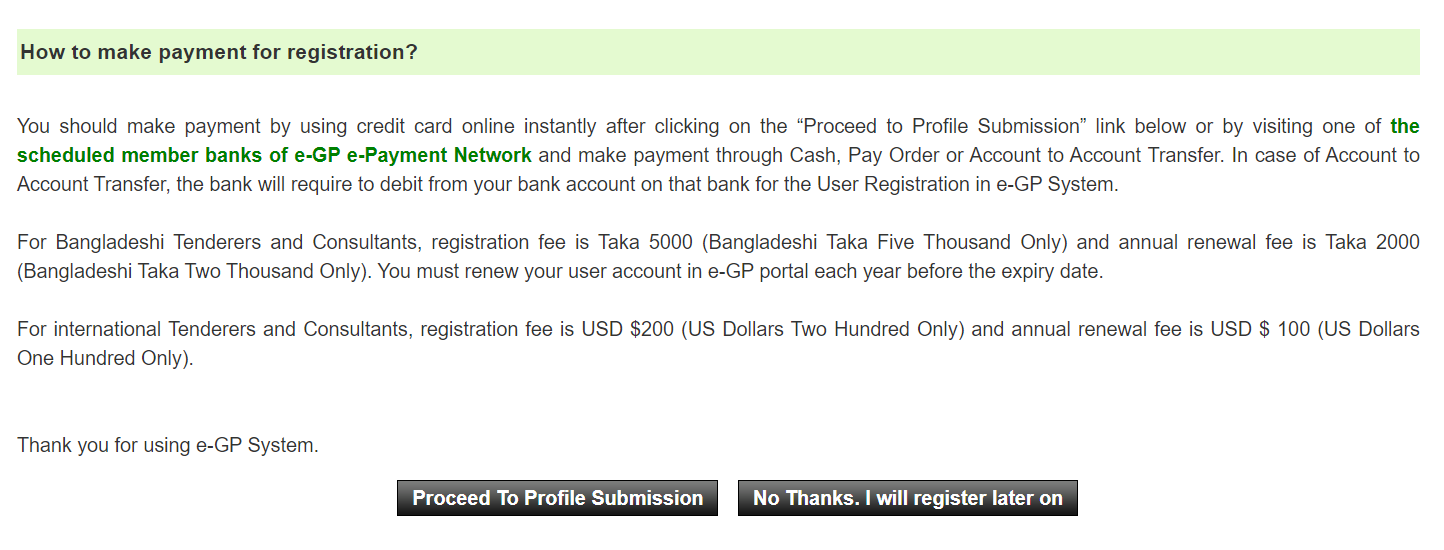 How to make payment for registration?
You should make payment by using credit card online instantly after clicking on the “Proceed to Profile Submission” link below or by visiting one of the
scheduled member banks of e-GP e-Payment Network and make payment through Cash, Pay Order or Account to Account Transfer. In case of Account to
Account Transfer, the bank will require to debit from your bank account on that bank for the User Registration in e-GP System.
For Bangladeshi Tenderers and Consultants, registration fee is Taka 5000 (Bangladeshi Taka Five Thousand Only) and annual renewal fee is Taka 2000
(Bangladeshi Taka Two Thousand Only). You must renew your user account in e-GP portal each year before the expiry date.
For international Tenderers and Consultants, registration fee is USD $200 (US Dollars Two Hundred Only) and annual renewal fee is USD $ 100 (US Dollars
One Hundred Only).
Thank you for using e-GP System.
Proceed To Profile Submission
No Thanks. I will register later on